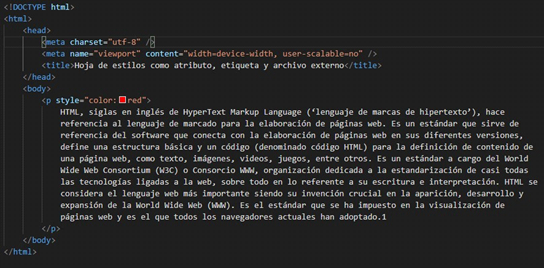 <!DOCTYPE html>
<html>
<head>
<meta charset="utf-8" />
<meta name="viewport" content="width=device-width, user-scalable=no" />
<title>Hoja de estilos como atributo, etiqueta y archivo externo</title>
</head>
<body>
<p style="color:red">
HTML, siglas en inglés de HyperText Markup Language (‘lenguaje de marcas de hipertexto’), hace
referencia al lenguaje de marcado para la elaboración de páginas web. Es un estándar que sirve de
referencia del software que conecta con la elaboración de páginas web en sus diferentes versiones,
define una estructura básica y un código (denominado código HTML) para la definición de contenido de
una página web, como texto, imágenes, videos, juegos, entre otros. Es un estándar a cargo del World
Wide Web Consortium (W3C) o Consorcio WWW, organización dedicada a la estandarización de casi todas
las tecnologías ligadas a la web, sobre todo en lo referente a su escritura e interpretación. HTML se
considera el lenguaje web más importante siendo su invención crucial en la aparición, desarrollo y
expansión de la World Wide Web (WWW). Es el estándar que se ha impuesto en la visualización de
páginas web y es el que todos los navegadores actuales han adoptado.1
</p>
</body>
</html>